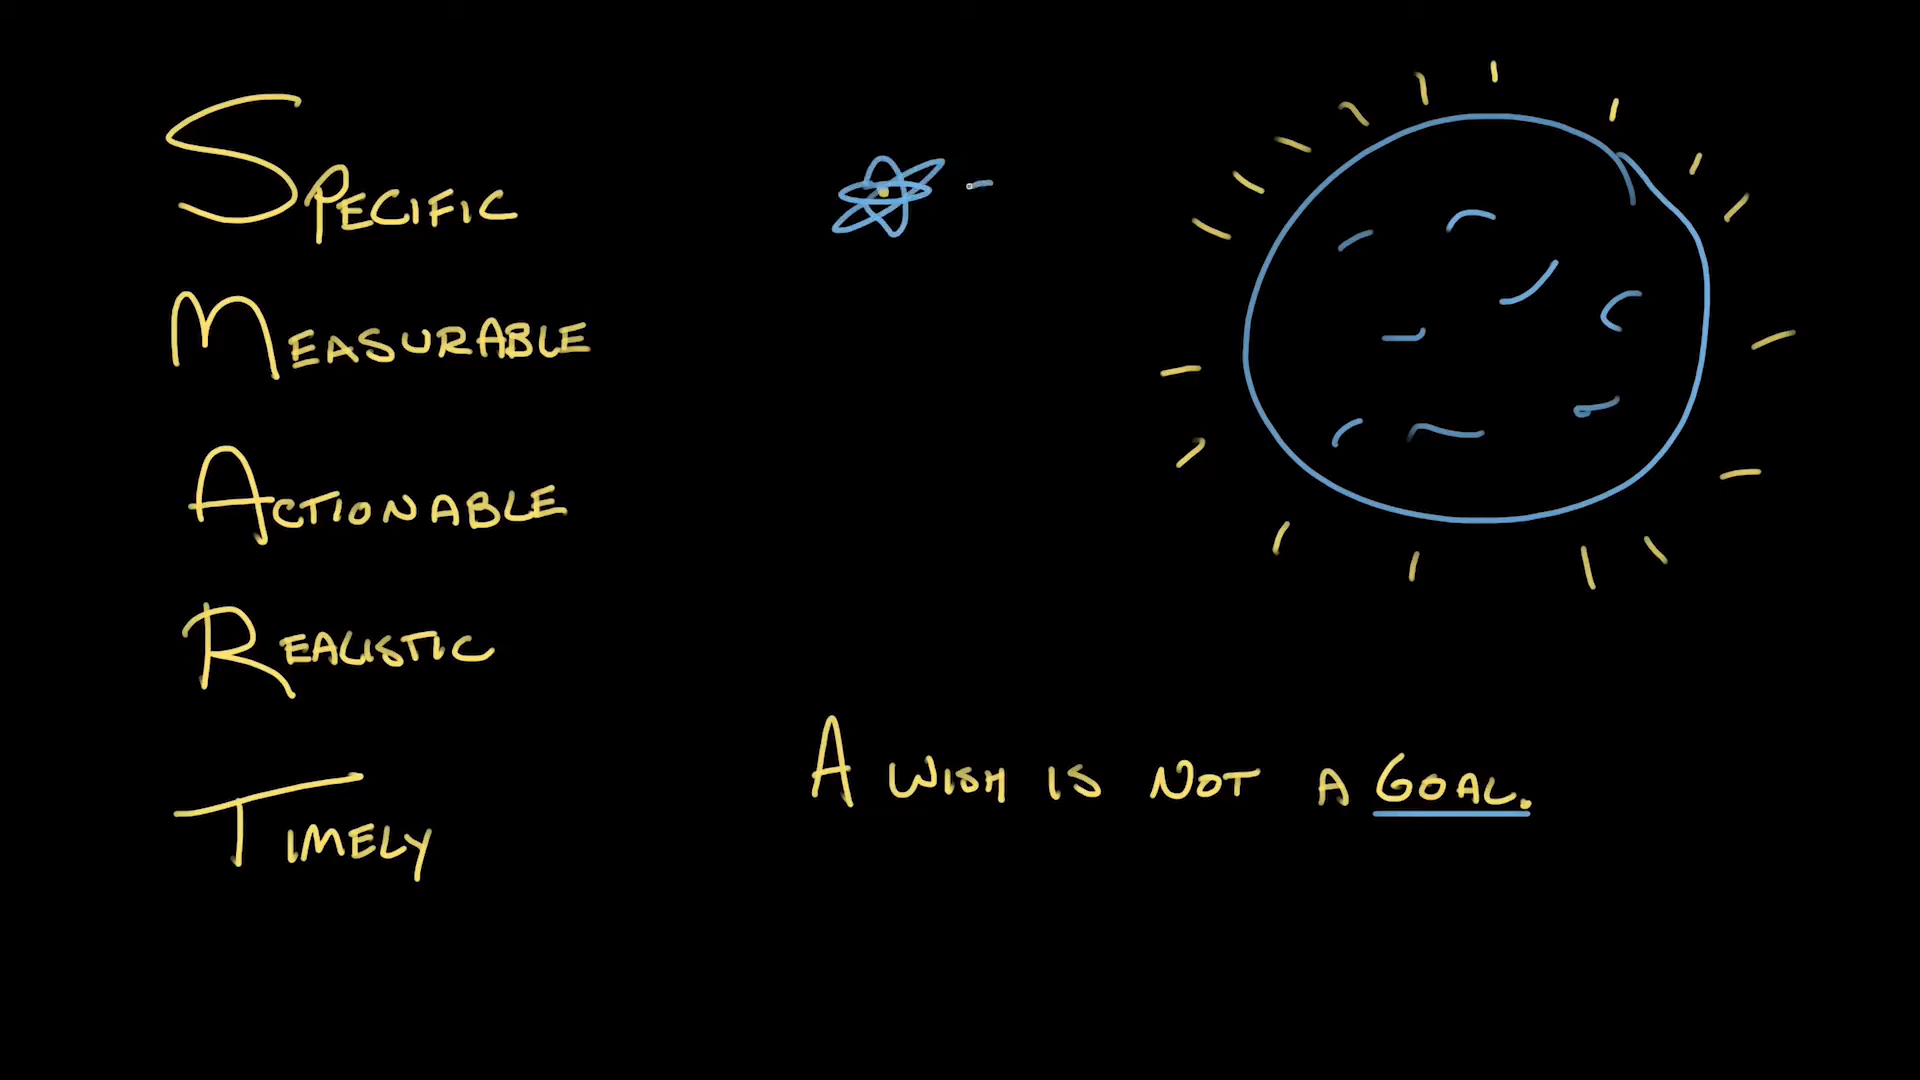 Specific
Measurable
Actionable
Realistic
Timely
A wish is not a goal.